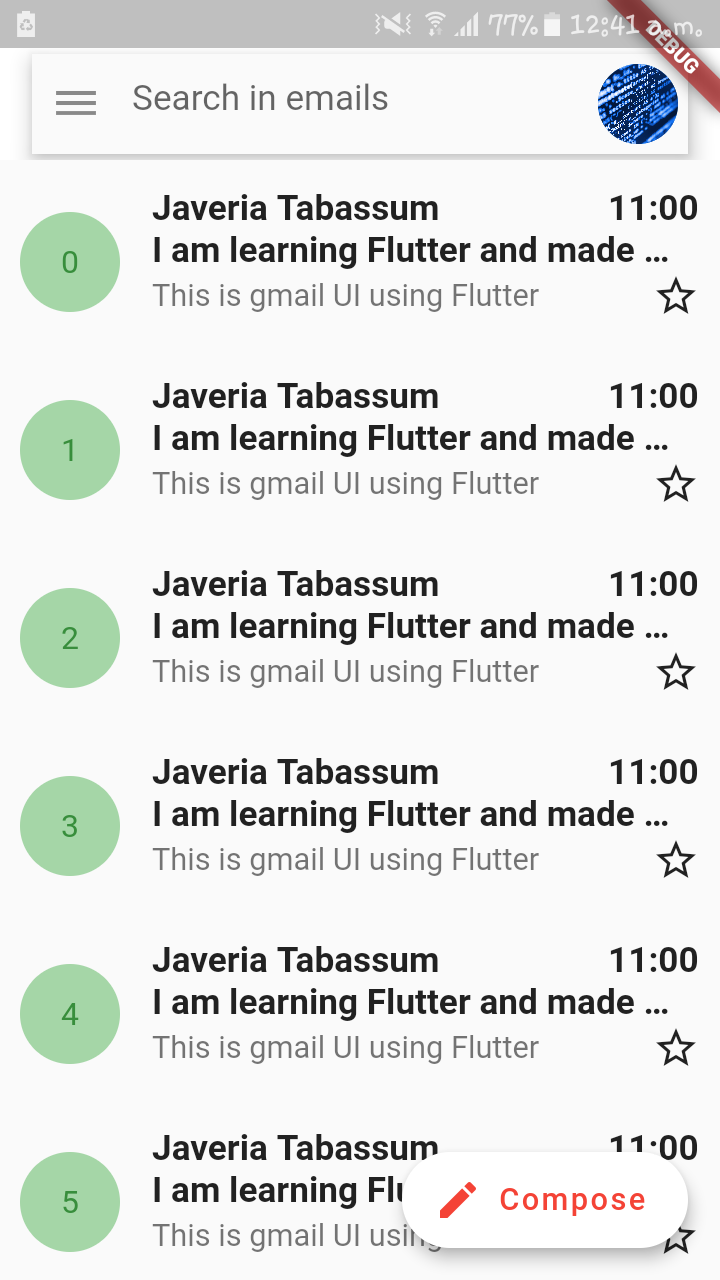 77% 12:41 a.m.
DEBUG
Search in emails
0
Javeria Tabassum 11:00
I am learning Flutter and made ...
This is gmail UI using Flutter
1
Javeria Tabassum 11:00
I am learning Flutter and made ...
This is gmail UI using Flutter
2
Javeria Tabassum 11:00
I am learning Flutter and made ...
This is gmail UI using Flutter
3
Javeria Tabassum 11:00
I am learning Flutter and made ...
This is gmail UI using Flutter
4
Javeria Tabassum 11:00
I am learning Flutter and made ...
This is gmail UI using Flutter
5
Javeria Tabassum 11:00
I am learning
This is gmail UI using
Compose